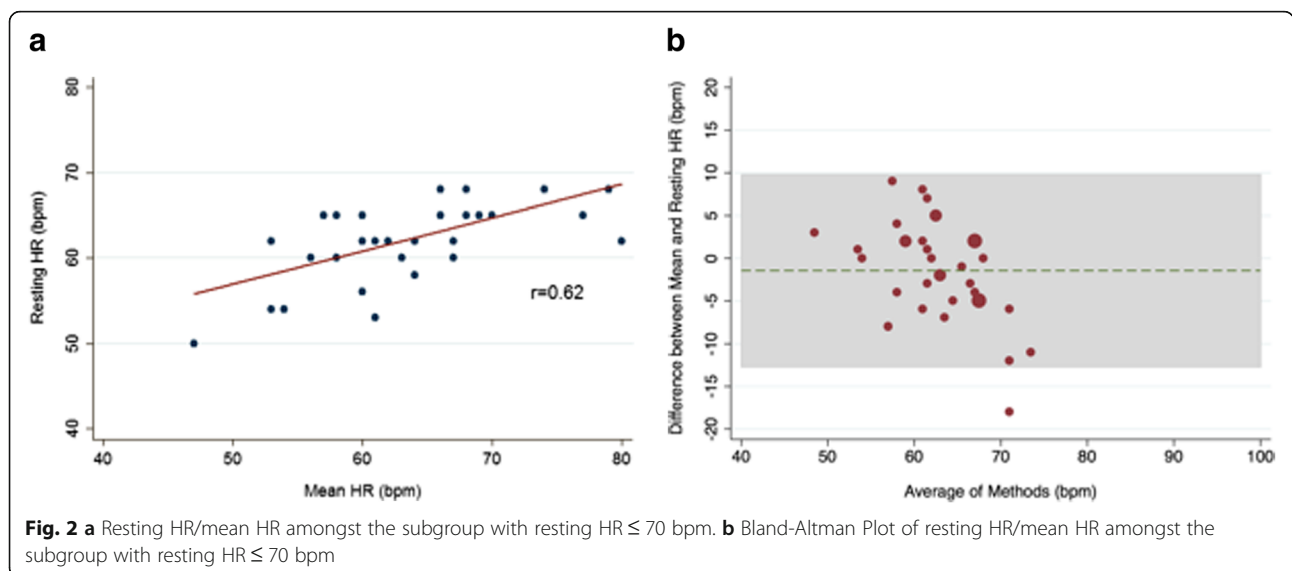 a
b
Resting HR (bpm)
80
70
60
50
40
r=0.62
40 50 60 70 80
Mean HR (bpm)
Difference between Mean and Resting HR (bpm)
20
15
10
5
0
-5
-10
-15
-20
40 50 60 70 80 90 100
Average of Methods (bpm)
Fig. 2 a Resting HR/mean HR amongst the subgroup with resting HR ≤ 70 bpm. b Bland-Altman Plot of resting HR/mean HR amongst the
subgroup with resting HR ≤ 70 bpm